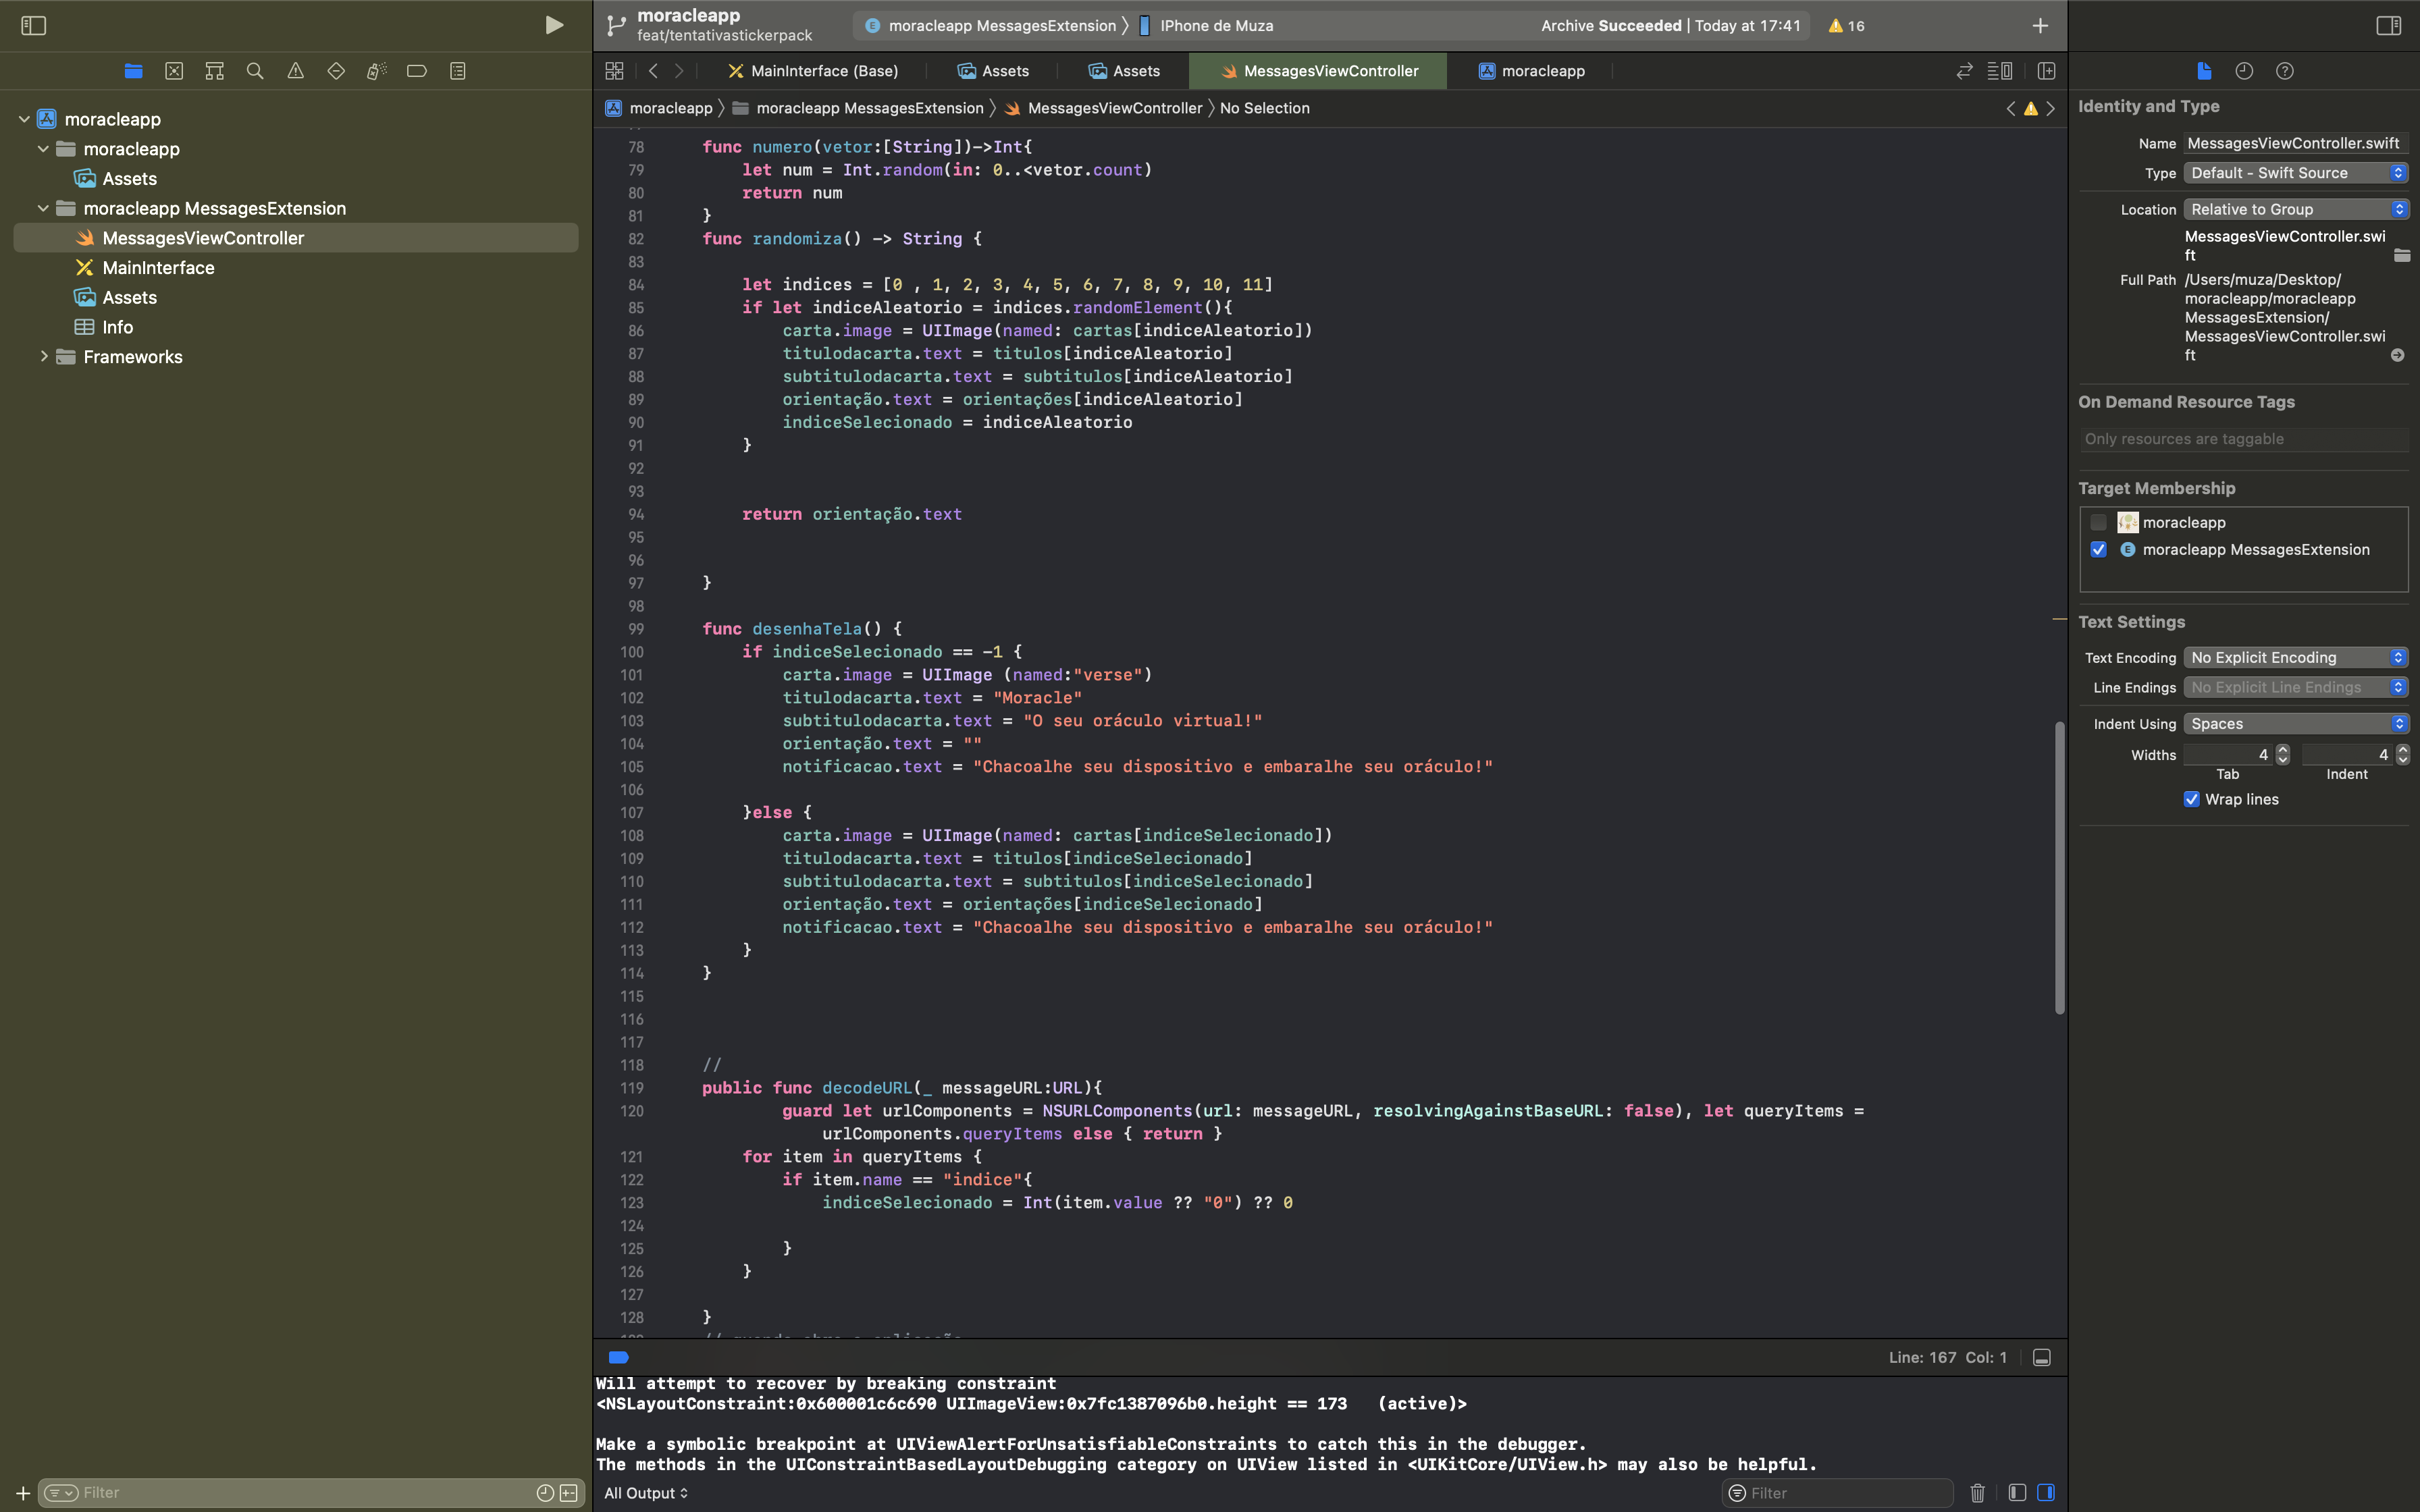 moracleapp
feat/tentativastickerpack
moracleapp MessagesExtension
IPhone de Muza
Archive Succeeded | Today at 17:41
16
MainInterface (Base)
Assets
Assets
MessagesViewController
moracleapp
moracleapp
moracleapp MessagesExtension
MessagesViewController
No Selection
moracleapp
moracleapp
Assets
moracleapp MessagesExtension
MessagesViewController
MainInterface
Assets
Info
Frameworks
Filter
78 func numero(vetor:[String])->Int{
79 let num = Int.random(in: 0..<vetor.count)
80 return num
81 }
82 func randomiza() -> String {
83
84 let indices = [0 , 1, 2, 3, 4, 5, 6, 7, 8, 9, 10, 11]
85 if let indiceAleatorio = indices.randomElement(){
86 carta.image = UIImage(named: cartas[indiceAleatorio])
87 titulodacarta.text = titulos[indiceAleatorio]
88 subtitulodacarta.text = subtitulos[indiceAleatorio]
89 orientação.text = orientações[indiceAleatorio]
90 indiceSelecionado = indiceAleatorio
91 }
92
93
94 return orientação.text
95
96
97 }
98
99 func desenhaTela() {
100 if indiceSelecionado == -1 {
101 carta.image = UIImage (named:"verse")
102 titulodacarta.text = "Moracle"
103 subtitulodacarta.text = "O seu oráculo virtual!"
104 orientação.text = ""
105 notificacao.text = "Chacoalhe seu dispositivo e embaralhe seu oráculo!"
106
107 }else {
108 carta.image = UIImage(named: cartas[indiceSelecionado])
109 titulodacarta.text = titulos[indiceSelecionado]
110 subtitulodacarta.text = subtitulos[indiceSelecionado]
111 orientação.text = orientações[indiceSelecionado]
112 notificacao.text = "Chacoalhe seu dispositivo e embaralhe seu oráculo!"
113 }
114 }
115
116
117
118 //
119 public func decodeURL(_ messageURL:URL){
120 guard let urlComponents = NSURLComponents(url: messageURL, resolvingAgainstBaseURL: false), let queryItems =
urlComponents.queryItems else { return }
121 for item in queryItems {
122 if item.name == "indice"{
123 indiceSelecionado = Int(item.value ?? "0") ?? 0
124
125 }
126 }
127
128 }
Line: 167 Col: 1
Will attempt to recover by breaking constraint
<NSLayoutConstraint:0x600001c6c690 UIImageView:0x7fc1387096b0.height == 173 (active)>
Make a symbolic breakpoint at UIViewAlertForUnsatisfiableConstraints to catch this in the debugger.
The methods in the UIConstraintBasedLayoutDebugging category on UIView listed in <UIKitCore/UIView.h> may also be helpful.
All Output
Filter
Identity and Type
Name MessagesViewController.swift
Type Default - Swift Source
Location Relative to Group
MessagesViewController.swi
ft
Full Path /Users/muza/Desktop/
moracleapp/moracleapp
MessagesExtension/
MessagesViewController.swi
ft
On Demand Resource Tags
Only resources are taggable
Target Membership
moracleapp
E moracleapp MessagesExtension
Text Settings
Text Encoding No Explicit Encoding
Line Endings No Explicit Line Endings
Indent Using Spaces
Widths 4 4
Tab Indent
Wrap lines